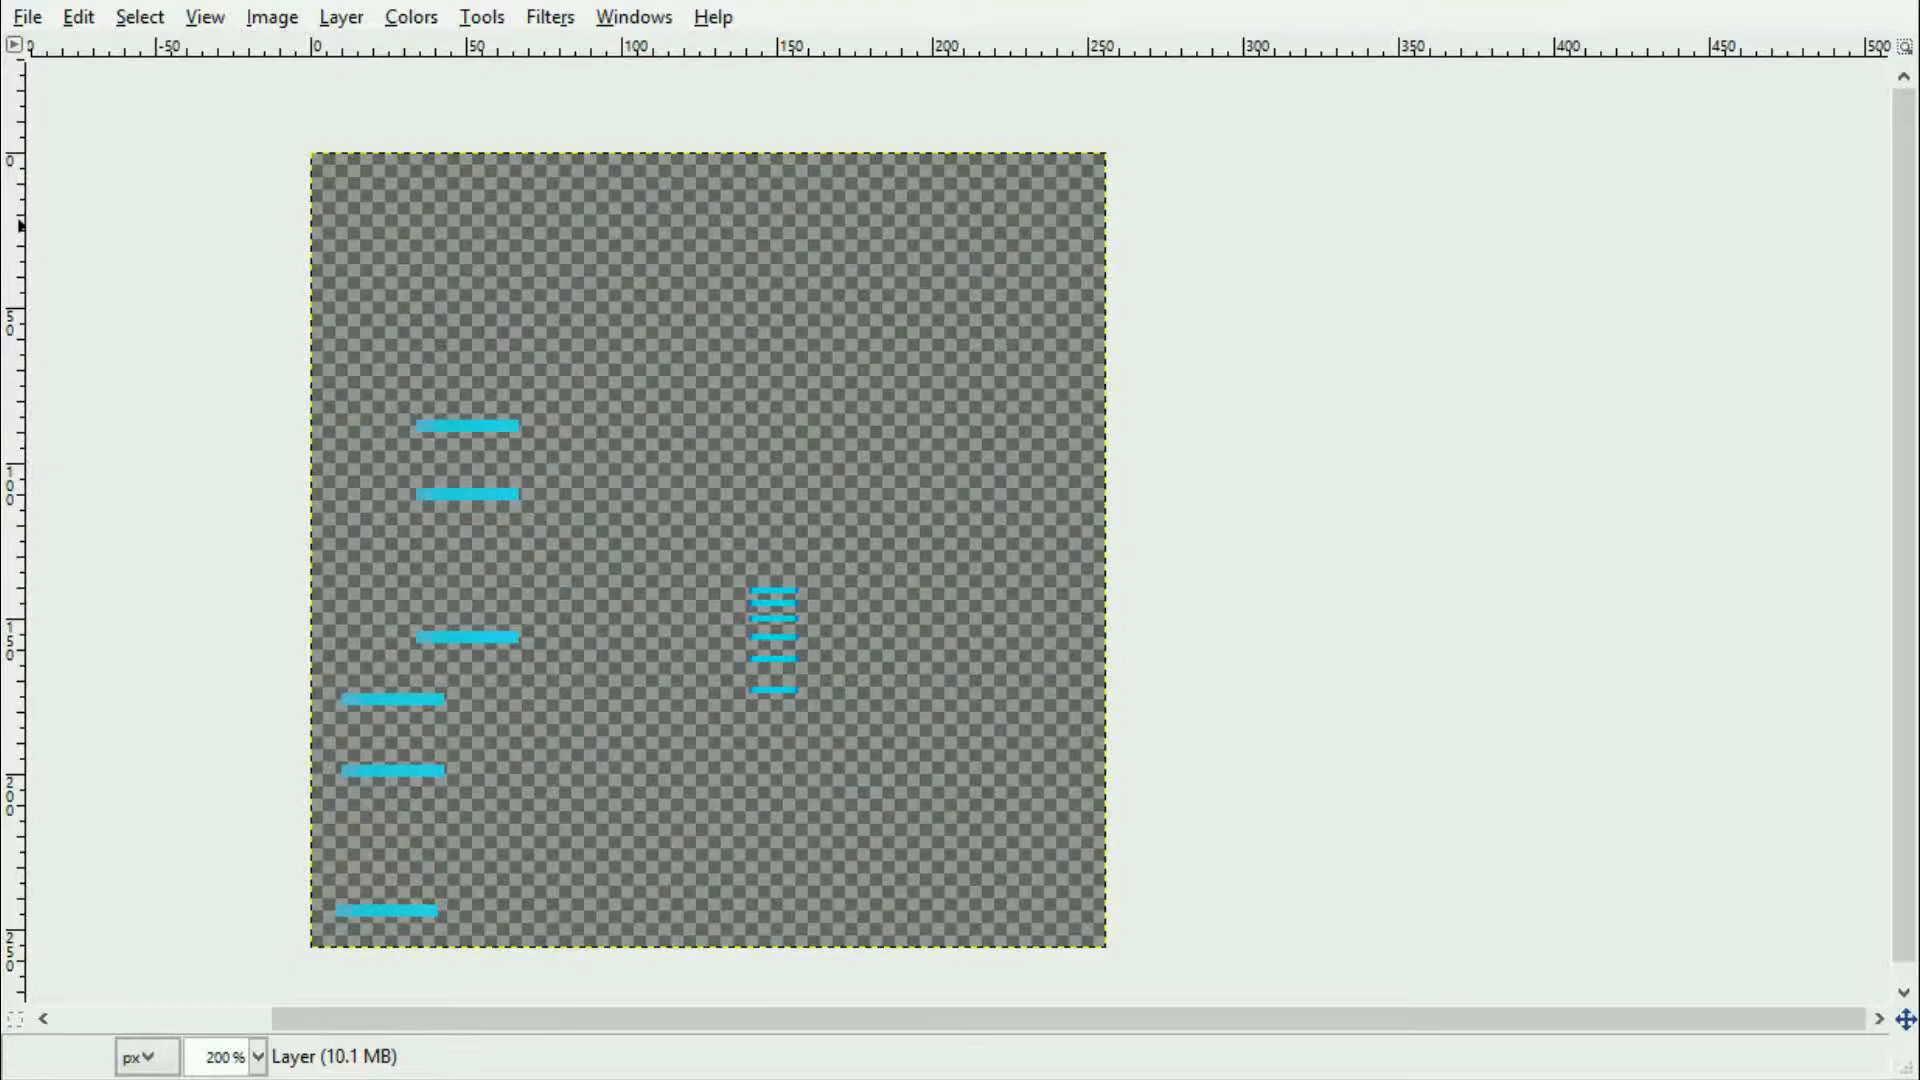 File Edit Select View Image Layer Colors Tools Filters Windows Help
0 -50 0 50 100 150 200 250 300 350 400 450 500
0
50
100
150
200
250
px 200 % Layer (10.1 MB)